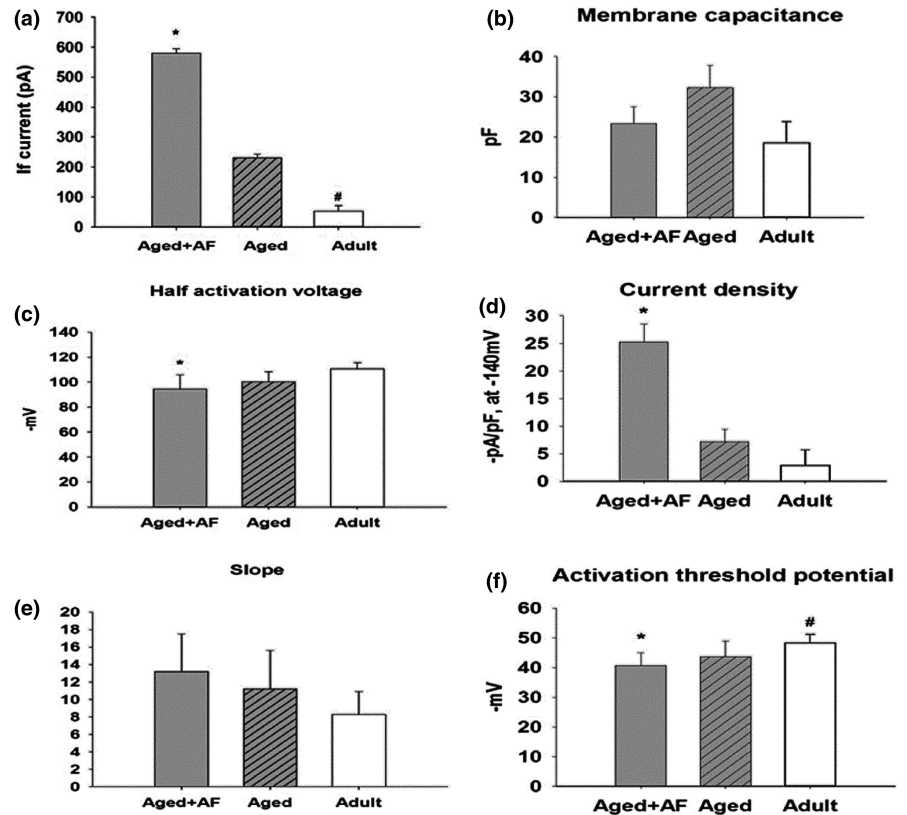 (a)
If current (pA)
700
600
500
400
300
200
100
0
*
#
Aged+AF Aged Adult
(b)
Membrane capacitance
pF
40
30
20
10
0
Aged+AF Aged Adult
(c)
Half activation voltage
-mV
140
120
100
80
60
40
20
0
*
Aged+AF Aged Adult
(d)
Current density
-pA/pF, at -140mV
30
25
20
15
10
5
0
*
Aged+AF Aged Adult
(e)
Slope
20
18
16
14
12
10
8
6
4
2
0
Aged+AF Aged Adult
(f)
Activation threshold potential
-mV
60
50
40
30
20
10
0
*
#
Aged+AF Aged Adult